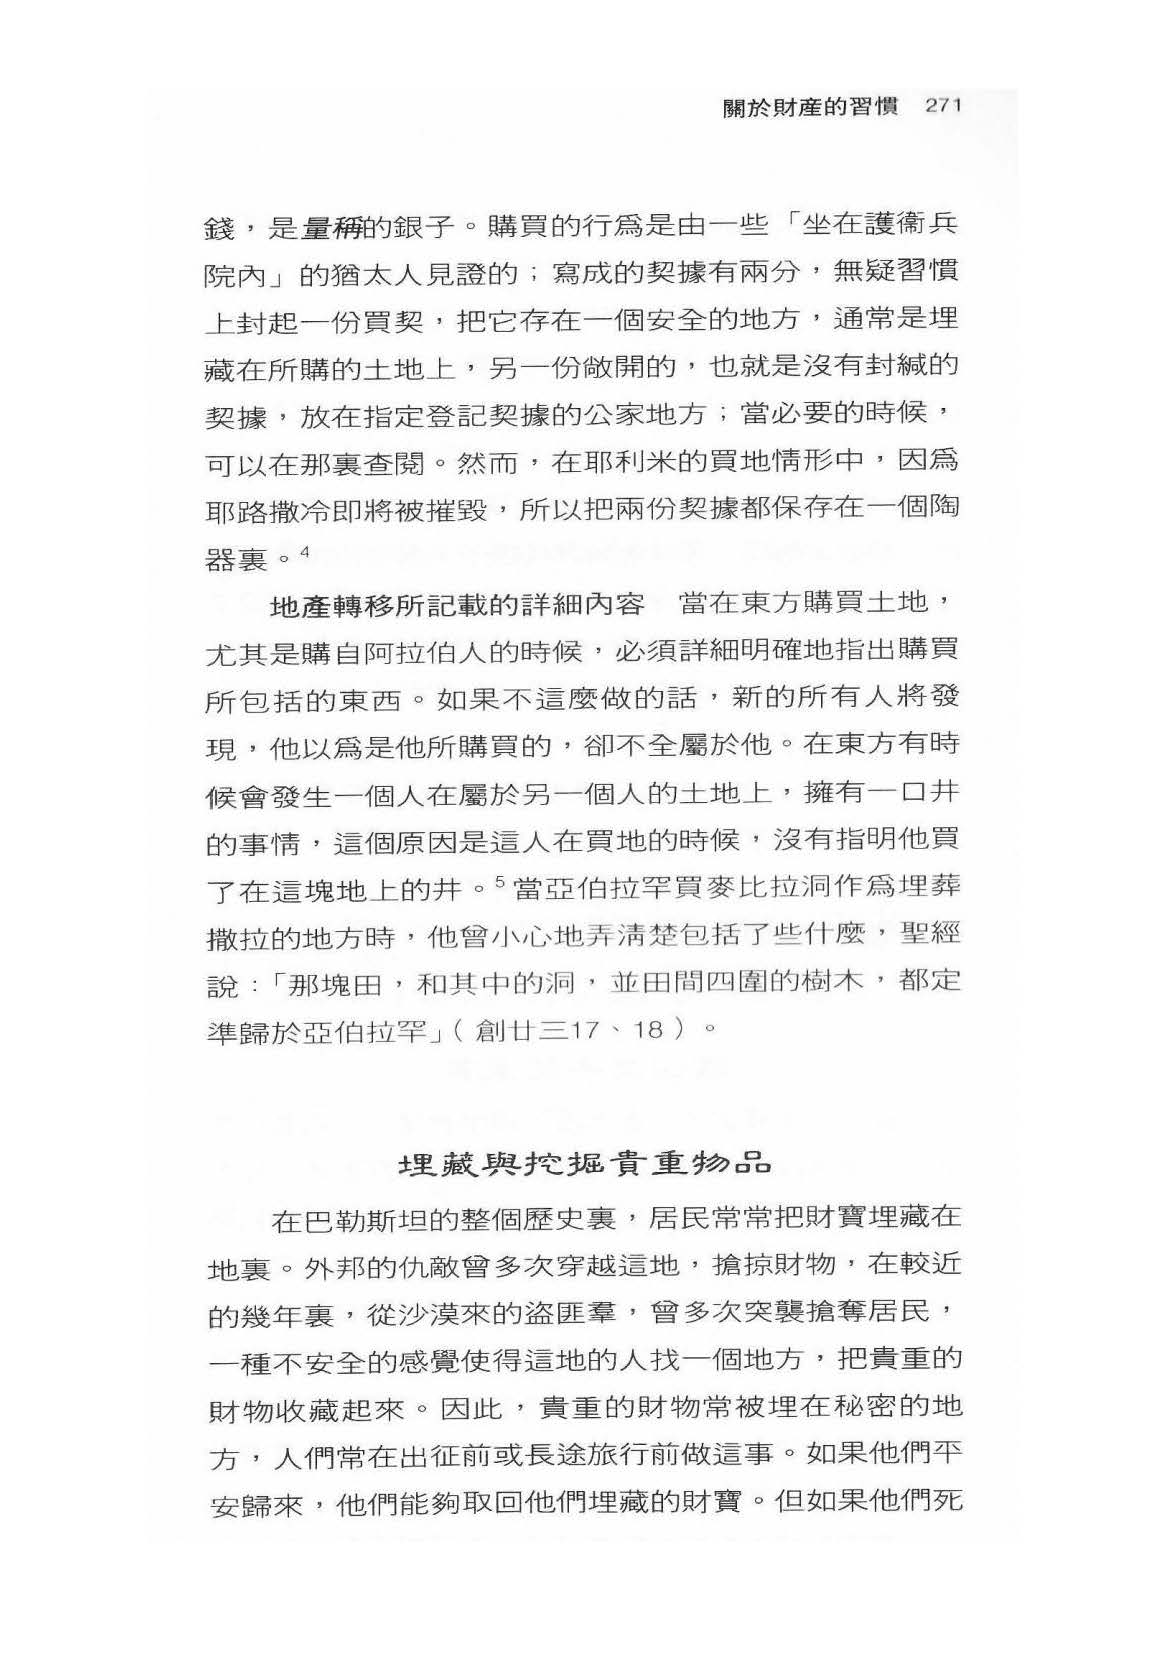 關於財產的習慣 271
錢，是量稱的銀子。購買的行爲是由一些「坐在護衞兵
院內」的猶太人見證的；寫成的契據有兩分，無疑習慣
上封起一份買契，把它存在一個安全的地方，通常是埋
藏在所購的土地上，另一份敞開的，也就是沒有封緘的
契據，放在指定登記契據的公家地方；當必要的時候，
可以在那裏查閱。然而，在耶利米的買地情形中，因爲
耶路撒冷即將被摧毀，所以把兩份契據都保存在一個陶
器裏。4
地產轉移所記載的詳細內容 當在東方購買土地，
尤其是購自阿拉伯人的時候，必須詳細明確地指出購買
所包括的東西。如果不這麼做的話，新的所有人將發
現，他以爲是他所購買的，卻不全屬於他。在東方有時
候會發生一個人在屬於另一個人的土地上，擁有一口井
的事情，這個原因是這人在買地的時候，沒有指明他買
了在這塊地上的井。5當亞伯拉罕買麥比拉洞作爲埋葬
撒拉的地方時，他曾小心地弄淸楚包括了些什麼，聖經
說：「那塊田，和其中的洞，並田間四圍的樹木，都定
準歸於亞伯拉罕」（創廿三17、18）。
埋藏與挖掘貴重物品
在巴勒斯坦的整個歷史裏，居民常常把財寶埋藏在
地裏。外邦的仇敵曾多次穿越這地，搶掠財物，在較近
的幾年裏，從沙漠來的盜匪羣，曾多次突襲搶奪居民，
一種不安全的感覺使得這地的人找一個地方，把貴重的
財物收藏起來。因此，貴重的財物常被埋在秘密的地
方，人們常在出征前或長途旅行前做這事。如果他們平
安歸來，他們能夠取回他們埋藏的財寶。但如果他們死